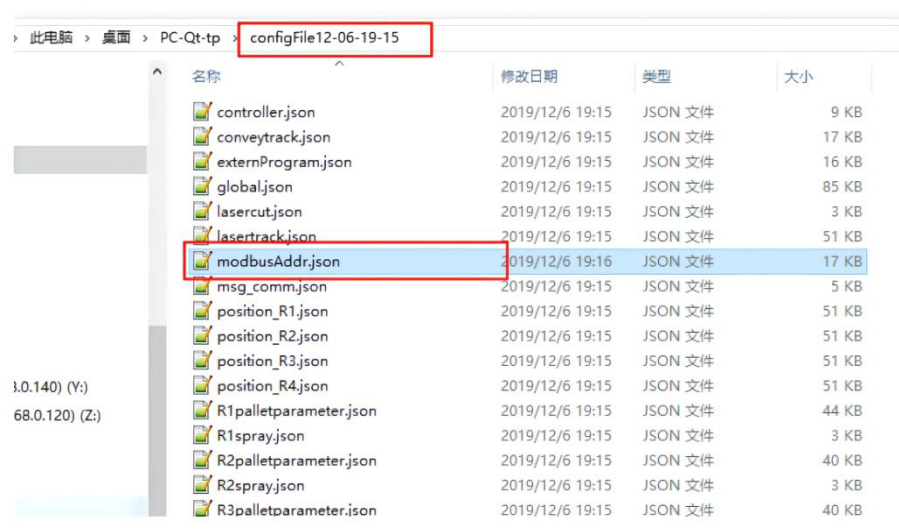 › 此电脑 › 桌面 › PC-Qt-tp › configFile12-06-19-15
名称 修改日期 类型 大小
controller.json 2019/12/6 19:15 JSON 文件 9 KB
conveytrack.json 2019/12/6 19:15 JSON 文件 17 KB
externProgram.json 2019/12/6 19:15 JSON 文件 16 KB
global.json 2019/12/6 19:15 JSON 文件 85 KB
lasercut.json 2019/12/6 19:15 JSON 文件 3 KB
lasertrack.json 2019/12/6 19:15 JSON 文件 51 KB
modbusAddr.json 2019/12/6 19:16 JSON 文件 17 KB
msg_comm.json 2019/12/6 19:15 JSON 文件 5 KB
position_R1.json 2019/12/6 19:15 JSON 文件 51 KB
position_R2.json 2019/12/6 19:15 JSON 文件 51 KB
position_R3.json 2019/12/6 19:15 JSON 文件 51 KB
3.0.140) (Y:) position_R4.json 2019/12/6 19:15 JSON 文件 51 KB
68.0.120) (Z:) R1palletparameter.json 2019/12/6 19:15 JSON 文件 44 KB
R1spray.json 2019/12/6 19:15 JSON 文件 3 KB
R2palletparameter.json 2019/12/6 19:15 JSON 文件 40 KB
R2spray.json 2019/12/6 19:15 JSON 文件 3 KB
R3palletparameter.json 2019/12/6 19:15 JSON 文件 40 KB